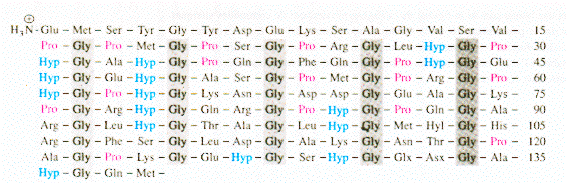 ⊕
H3N–Glu – Met – Ser – Tyr – Gly – Tyr – Asp – Glu – Lys – Ser – Ala – Gly – Val – Ser – Val – 15
Pro – Gly – Pro – Met – Gly – Pro – Ser – Gly – Pro – Arg – Gly – Leu – Hyp – Gly – Pro – 30
Hyp – Gly – Ala – Hyp – Gly – Pro – Gln – Gly – Phe – Gln – Gly – Pro – Hyp – Gly – Glu – 45
Hyp – Gly – Glu – Hyp – Gly – Ala – Ser – Gly – Pro – Met – Gly – Pro – Arg – Gly – Pro – 60
Hyp – Gly – Pro – Hyp – Gly – Lys – Asn – Gly – Asp – Asp – Gly – Glu – Ala – Gly – Lys – 75
Pro – Gly – Arg – Hyp – Gly – Gln – Arg – Gly – Pro – Hyp – Gly – Pro – Gln – Gly – Ala – 90
Arg – Gly – Leu – Hyp – Gly – Thr – Ala – Gly – Leu – Hyp – Gly – Met – Hyl – Gly – His – 105
Arg – Gly – Phe – Ser – Gly – Leu – Asp – Gly – Ala – Lys – Gly – Asn – Thr – Gly – Pro – 120
Ala – Gly – Pro – Lys – Gly – Glu – Hyp – Gly – Ser – Hyp – Gly – Glx – Asx – Gly – Ala – 135
Hyp – Gly – Gln – Met –